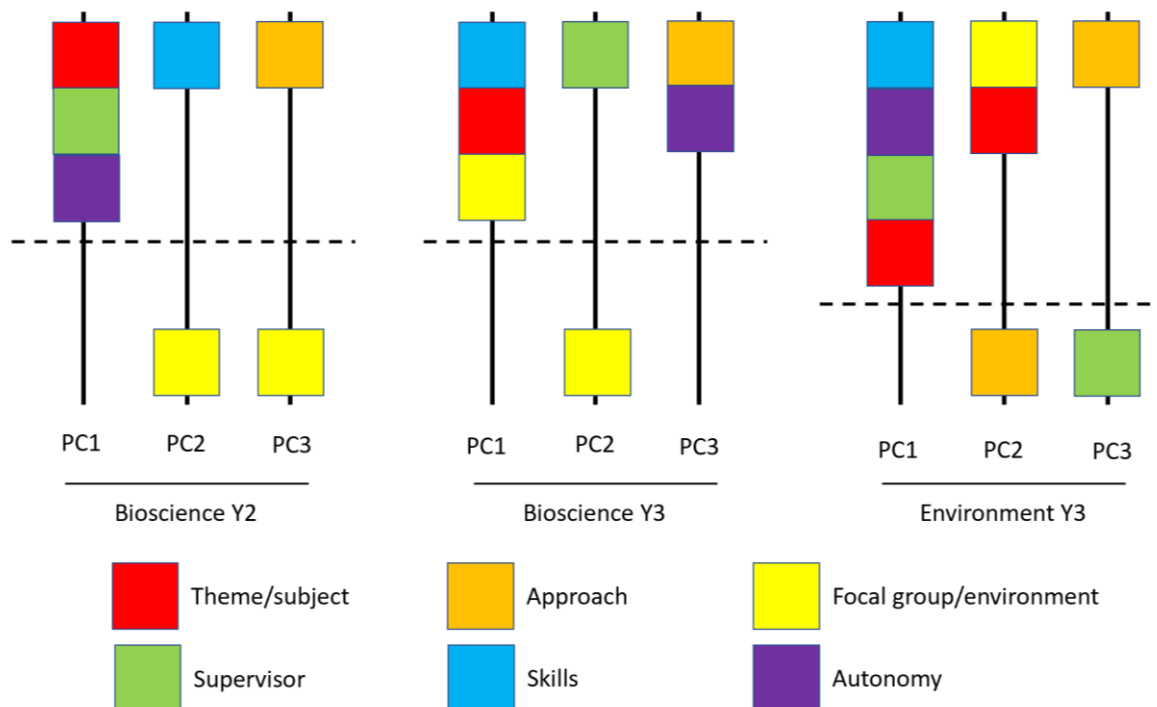 PC1 PC2 PC3
Bioscience Y2
PC1 PC2 PC3
Bioscience Y3
PC1 PC2 PC3
Environment Y3
Theme/subject
Approach
Focal group/environment
Supervisor
Skills
Autonomy